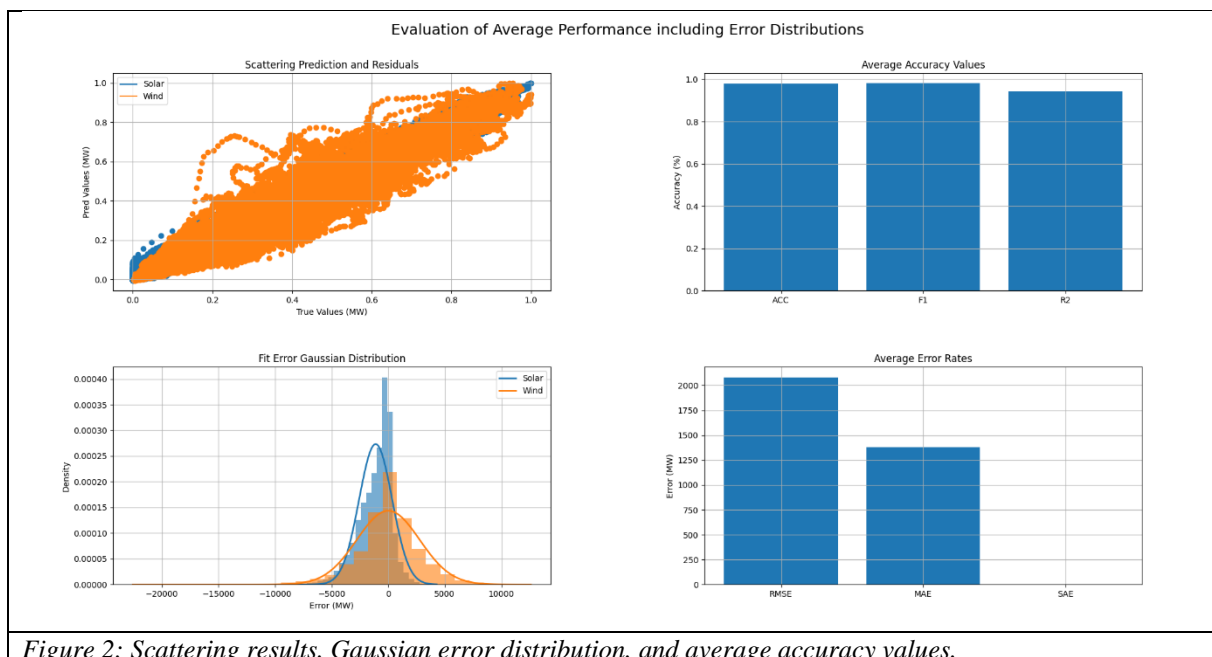 Evaluation of Average Performance including Error Distributions
Scattering Prediction and Residuals
Solar
Wind
1.0
0.8
0.6
0.4
0.2
0.0
Pred Values (MW)
0.0 0.2 0.4 0.6 0.8 1.0
True Values (MW)
Average Accuracy Values
1.0
0.8
0.6
0.4
0.2
0.0
Accuracy (%)
ACC F1 R2
Fit Error Gaussian Distribution
Solar
Wind
0.00040
0.00035
0.00030
0.00025
0.00020
0.00015
0.00010
0.00005
0.00000
Density
−20000 −15000 −10000 −5000 0 5000 10000
Error (MW)
Average Error Rates
2000
1750
1500
1250
1000
750
500
250
0
Error (MW)
RMSE MAE SAE
Figure 2: Scattering results, Gaussian error distribution, and average accuracy values.